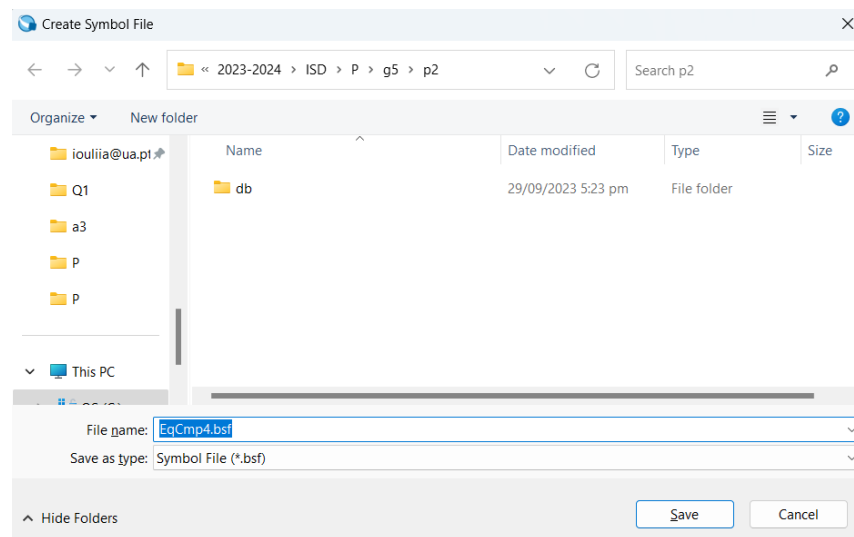 Create Symbol File
« 2023-2024 > ISD > P > g5 > p2
Search p2
Organize New folder
Name Date modified Type Size
iouliia@ua.pt
db 29/09/2023 5:23 pm File folder
Q1
a3
P
P
This PC
File name: EqCmp4.bsf
Save as type: Symbol File (*.bsf)
Hide Folders Save Cancel